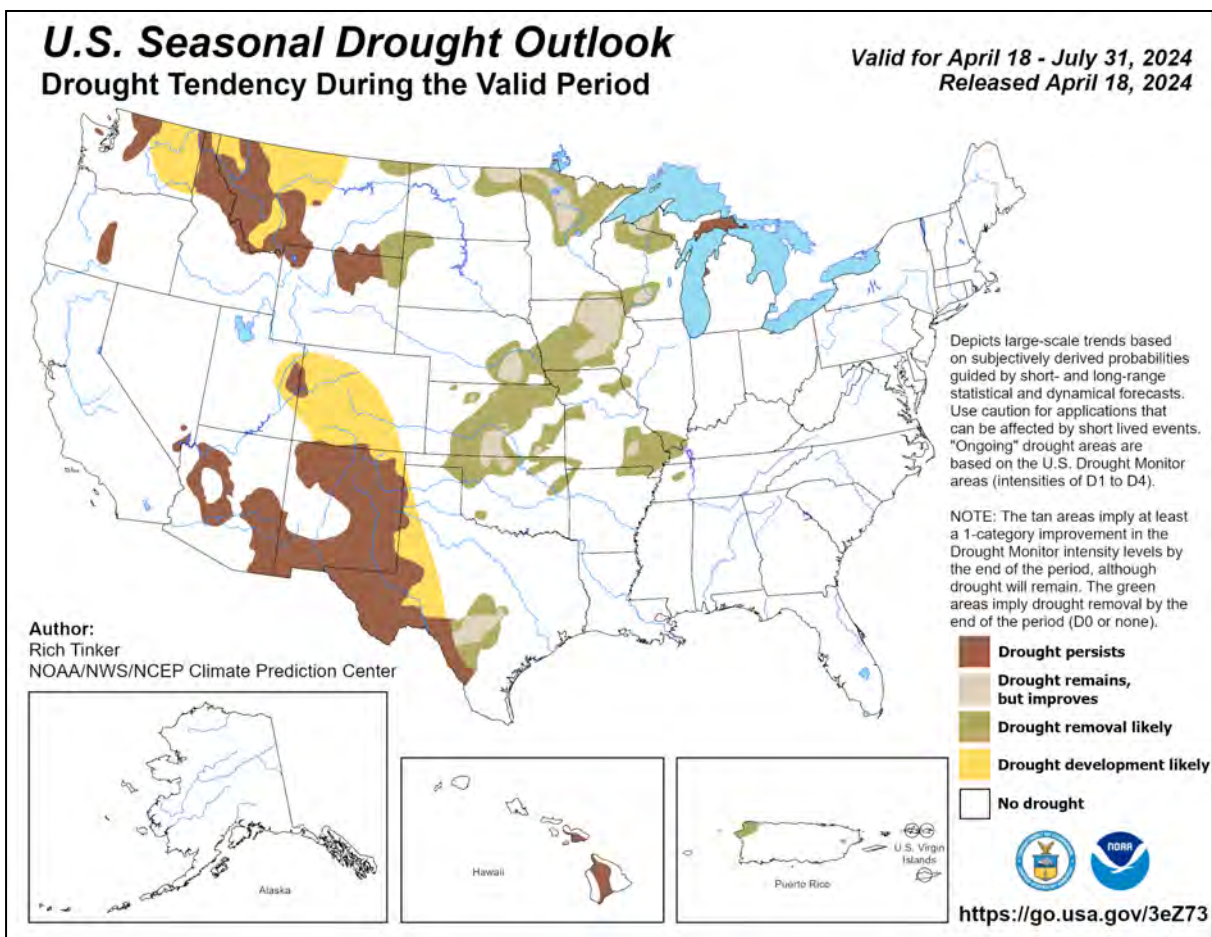 U.S. Seasonal Drought Outlook
Drought Tendency During the Valid Period
Valid for April 18 - July 31, 2024
Released April 18, 2024
Depicts large-scale trends based
on subjectively derived probabilities
guided by short- and long-range
statistical and dynamical forecasts.
Use caution for applications that
can be affected by short lived events.
"Ongoing" drought areas are
based on the U.S. Drought Monitor
areas (intensities of D1 to D4).
NOTE: The tan areas imply at least
a 1-category improvement in the
Drought Monitor intensity levels by
the end of the period, although
drought will remain. The green
areas imply drought removal by the
end of the period (D0 or none).
Author:
Rich Tinker
NOAA/NWS/NCEP Climate Prediction Center
Drought persists
Drought remains,
but improves
Drought removal likely
Drought development likely
No drought
Alaska
Hawaii
Puerto Rico
U.S. Virgin
Islands
NOAA
https://go.usa.gov/3eZ73